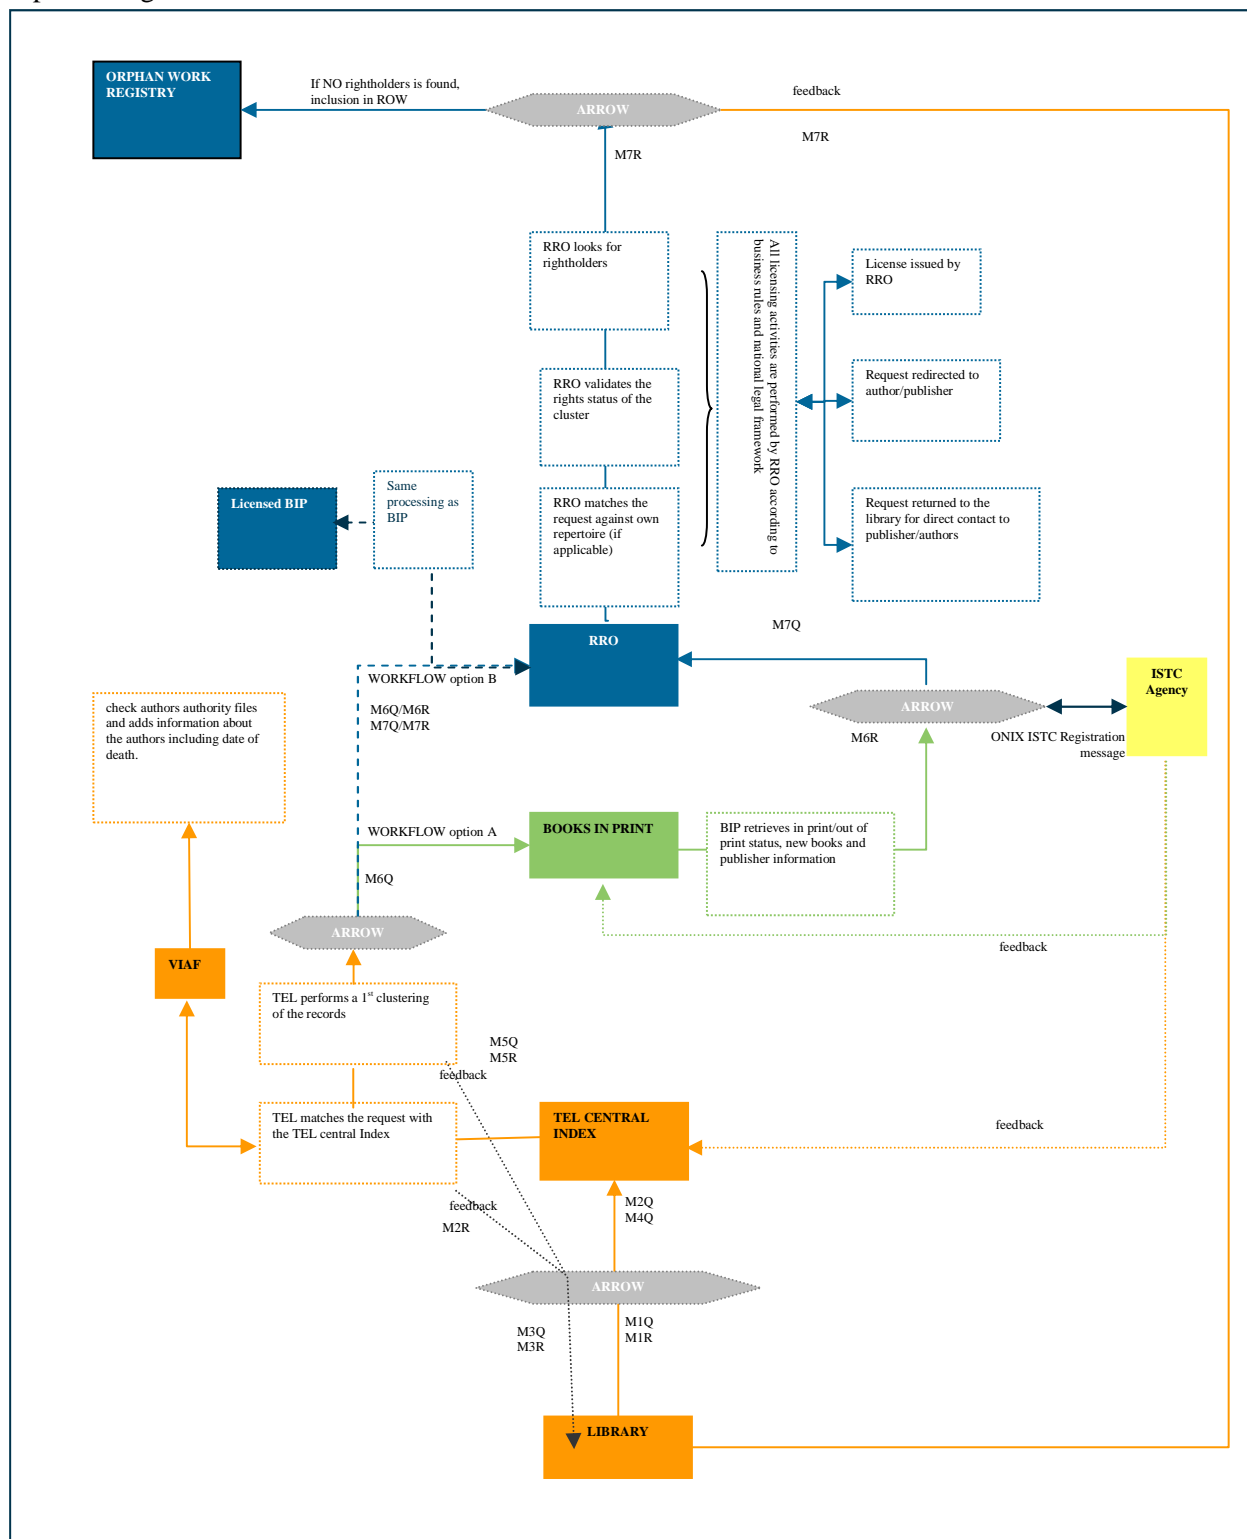 ORPHAN WORK
REGISTRY
If NO rightholders is found,
inclusion in ROW
ARROW
feedback
M7R
M7R
RRO looks for
rightholders
All licensing activities are performed by RRO according to
business rules and national legal framework
License issued by
RRO
RRO validates the
rights status of the
cluster
Request redirected to
author/publisher
Licensed BIP
Same
processing as
BIP
RRO matches the
request against own
repertoire (if
applicable)
Request returned to the
library for direct contact to
publisher/authors
RRO
M7Q
WORKFLOW option B
M6Q/M6R
M7Q/M7R
ISTC
Agency
ARROW
M6R
ONIX ISTC Registration
message
check authors authority files
and adds information about
the authors including date of
death.
WORKFLOW option A
BOOKS IN PRINT
BIP retrieves in print/out of
print status, new books and
publisher information
M6Q
ARROW
feedback
VIAF
TEL performs a 1st clustering
of the records
M5Q
M5R
feedback
TEL matches the request with
the TEL central Index
TEL CENTRAL
INDEX
feedback
feedback
M2R
M2Q
M4Q
ARROW
M3Q
M3R
M1Q
M1R
LIBRARY